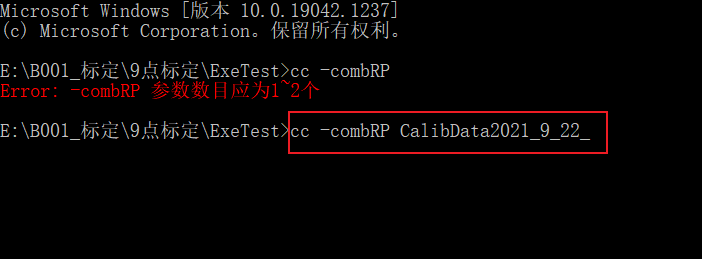 Microsoft Windows [版本 10.0.19042.1237]
(c) Microsoft Corporation。保留所有权利。
E:\B001_标定\9点标定\ExeTest>cc -combRP
Error: -combRP 参数数目应为1~2个
E:\B001_标定\9点标定\ExeTest>cc -combRP CalibData2021_9_22_